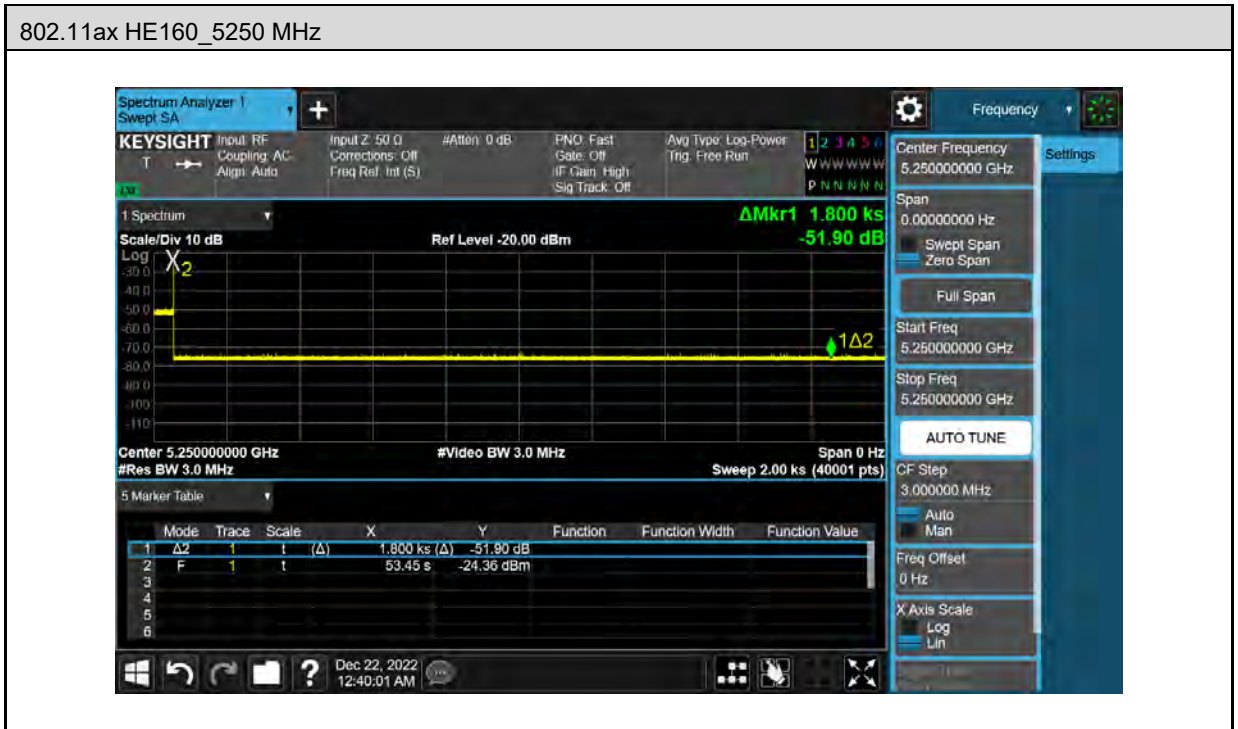 802.11ax HE160_5250 MHz
Spectrum Analyzer 1
Swept SA
+
Frequency
KEYSIGHT
T
LXI
Input: RF
Coupling: AC
Align: Auto
Input Z: 50 Ω
Corrections: Off
Freq Ref: Int (S)
#Atten: 0 dB
PNO: Fast
Gate: Off
IF Gain: High
Sig Track: Off
Avg Type: Log-Power
Trig: Free Run
1 2 3 4 5 6
W W W W W W
P N N N N N
1 Spectrum
ΔMkr1 1.800 ks
-51.90 dB
Scale/Div 10 dB
Ref Level -20.00 dBm
Log
-30.0
-40.0
-50.0
-60.0
-70.0
-80.0
-90.0
-100
-110
X2
1Δ2
Center 5.250000000 GHz
#Video BW 3.0 MHz
Span 0 Hz
#Res BW 3.0 MHz
Sweep 2.00 ks (40001 pts)
5 Marker Table
Mode Trace Scale X Y Function Function Width Function Value
1 Δ2 1 t (Δ) 1.800 ks (Δ) -51.90 dB
2 F 1 t 53.45 s -24.36 dBm
3
4
5
6
Center Frequency
5.250000000 GHz
Settings
Span
0.00000000 Hz
Swept Span
Zero Span
Full Span
Start Freq
5.250000000 GHz
Stop Freq
5.250000000 GHz
AUTO TUNE
CF Step
3.000000 MHz
Auto
Man
Freq Offset
0 Hz
X Axis Scale
Log
Lin
?
Dec 22, 2022
12:40:01 AM